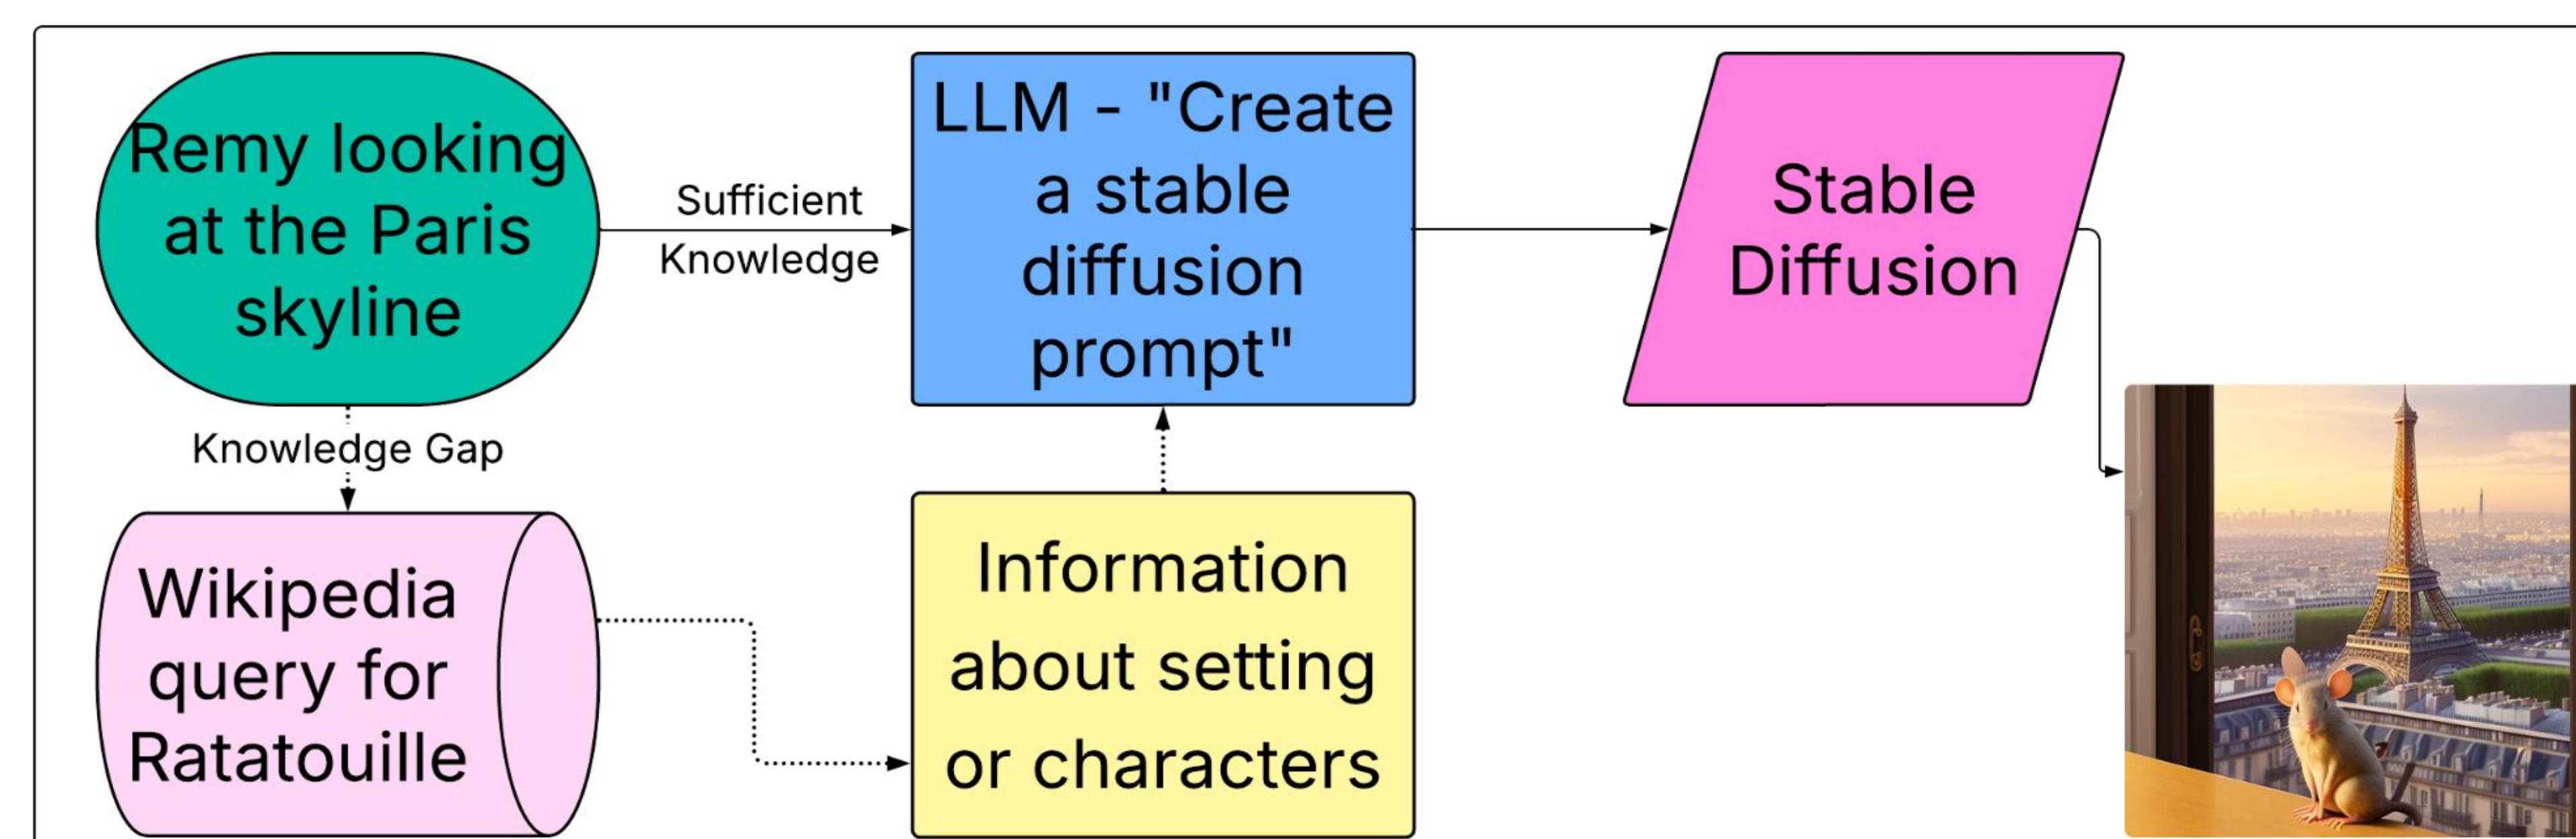 Remy looking
at the Paris
skyline
Sufficient
Knowledge
LLM - "Create
a stable
diffusion
prompt"
Stable
Diffusion
Knowledge Gap
Wikipedia
query for
Ratatouille
Information
about setting
or characters